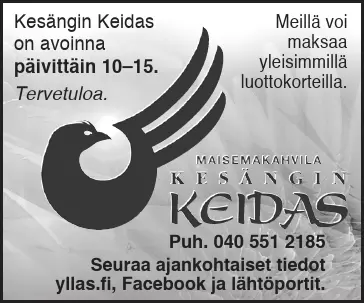 Kesängin Keidas
on avoinna
päivittäin 10–15.
Tervetuloa.
Meillä voi
maksaa
yleisimmillä
luottokorteilla.
MAISEMAKAHVILA
KESÄNGIN
KEIDAS
Puh. 040 551 2185
Seuraa ajankohtaiset tiedot
yllas.fi, Facebook ja lähtöportit.